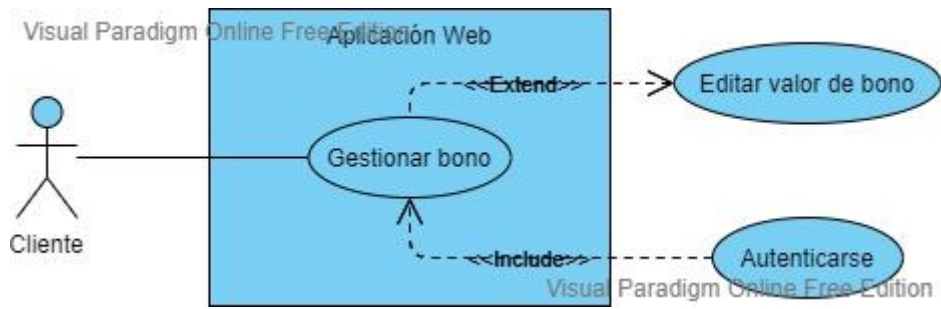 Visual Paradigm Online Free Edition
Aplicación Web
<<Extend>>
Editar valor de bono
Gestionar bono
Cliente
<<Include>>
Autenticarse
Visual Paradigm Online Free Edition